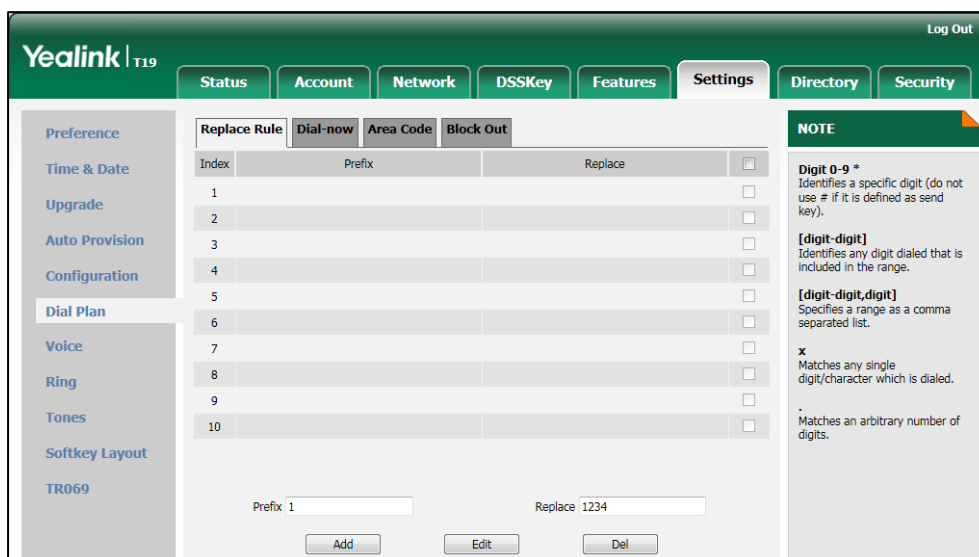 Log Out
Yealink | T19
Status Account Network DSSKey Features Settings Directory Security
Preference
Time & Date
Upgrade
Auto Provision
Configuration
Dial Plan
Voice
Ring
Tones
Softkey Layout
TR069
Replace Rule Dial-now Area Code Block Out
Index Prefix Replace
1
2
3
4
5
6
7
8
9
10
Prefix 1 Replace 1234
Add Edit Del
NOTE
Digit 0-9 *
Identifies a specific digit (do not
use # if it is defined as send
key).
[digit-digit]
Identifies any digit dialed that is
included in the range.
[digit-digit,digit]
Specifies a range as a comma
separated list.
x
Matches any single
digit/character which is dialed.
.
Matches an arbitrary number of
digits.